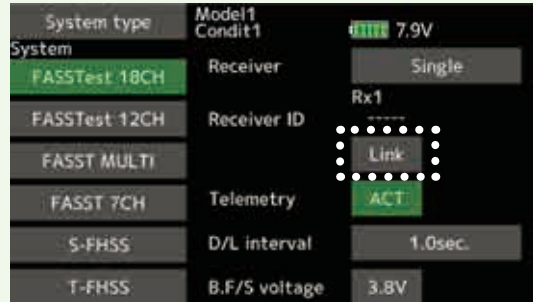 System type
Model1
Condit1
7.9V
System
FASSTest 18CH
FASSTest 12CH
FASST MULTI
FASST 7CH
S-FHSS
T-FHSS
Receiver
Single
Rx1
Receiver ID
-----
Link
Telemetry
ACT
D/L interval
1.0sec.
B.F/S voltage
3.8V